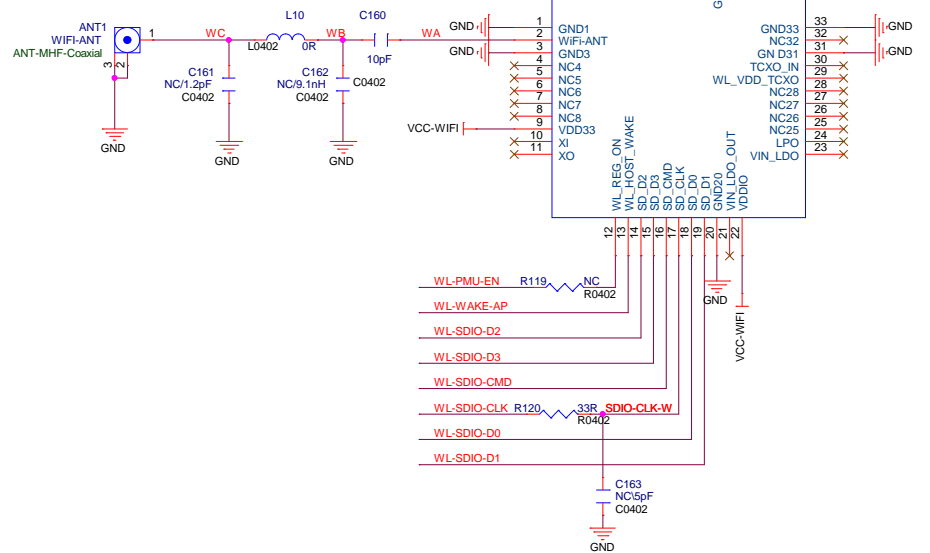 G
ANT1
WIFI-ANT
ANT-MHF-Coaxial
1
3
2
GND
WC
L10
L0402
0R
WB
C160
10pF
WA
C161
NC/1.2pF
C0402
GND
C162
NC/9.1nH
C0402
C0402
GND
GND
1
GND1
2
WiFi-ANT
GND
3
GND3
4
NC4
5
NC5
6
NC6
7
NC7
8
NC8
VCC-WIFI
9
VDD33
10
XI
11
XO
33
GND33
GND
32
NC32
31
GN D31
GND
30
TCXO_IN
29
WL_VDD_TCXO
28
NC28
27
NC27
26
NC26
25
NC25
24
LPO
23
VIN_LDO
WL_REG_ON
WL_HOST_WAKE
SD_D2
SD_D3
SD_CMD
SD_CLK
SD_D0
SD_D1
GND20
VIN_LDO_OUT
VDDIO
12
13
14
15
16
17
18
19
20
21
22
GND
VCC-WIFI
WL-PMU-EN
R119
NC
R0402
WL-WAKE-AP
WL-SDIO-D2
WL-SDIO-D3
WL-SDIO-CMD
WL-SDIO-CLK
R120
33R
R0402
SDIO-CLK-W
WL-SDIO-D0
WL-SDIO-D1
C163
NC\5pF
C0402
GND